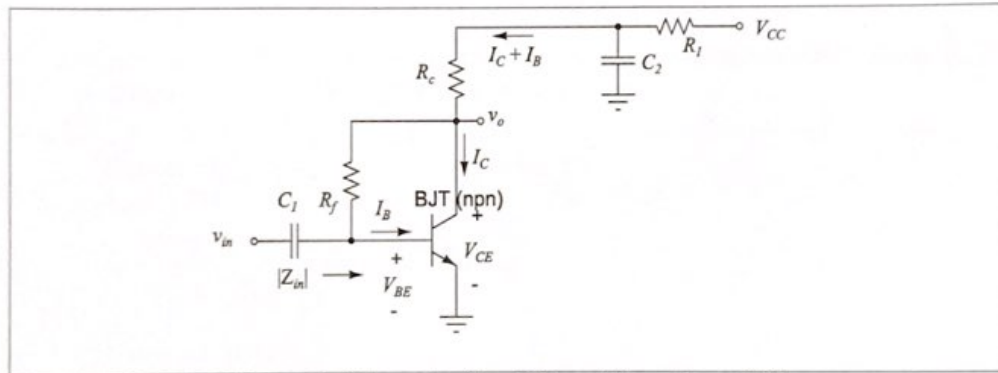 V_CC
R_1
I_C + I_B
C_2
R_c
v_o
I_C
BJT (npn)
C_1
R_f
I_B
+
v_in
+
V_CE
|Z_in|
V_BE
-
-